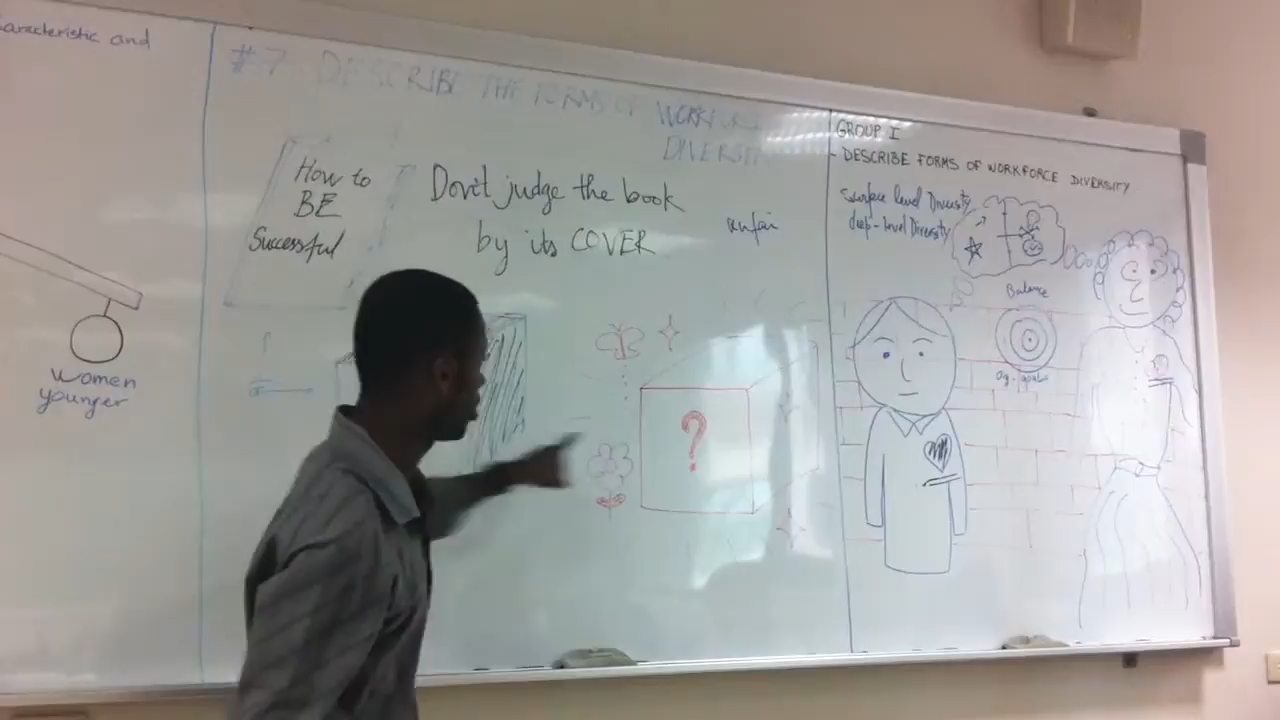 aracteristic and
women
younger
#7 DESCRIBE THE FORMS OF WORKFORCE
DIVERSITY
How to
BE
Successful
Don't judge the book
by its COVER
unfair
?
GROUP I
- DESCRIBE FORMS OF WORKFORCE DIVERSITY
Surface level Diversity
deep-level Diversity
Balance